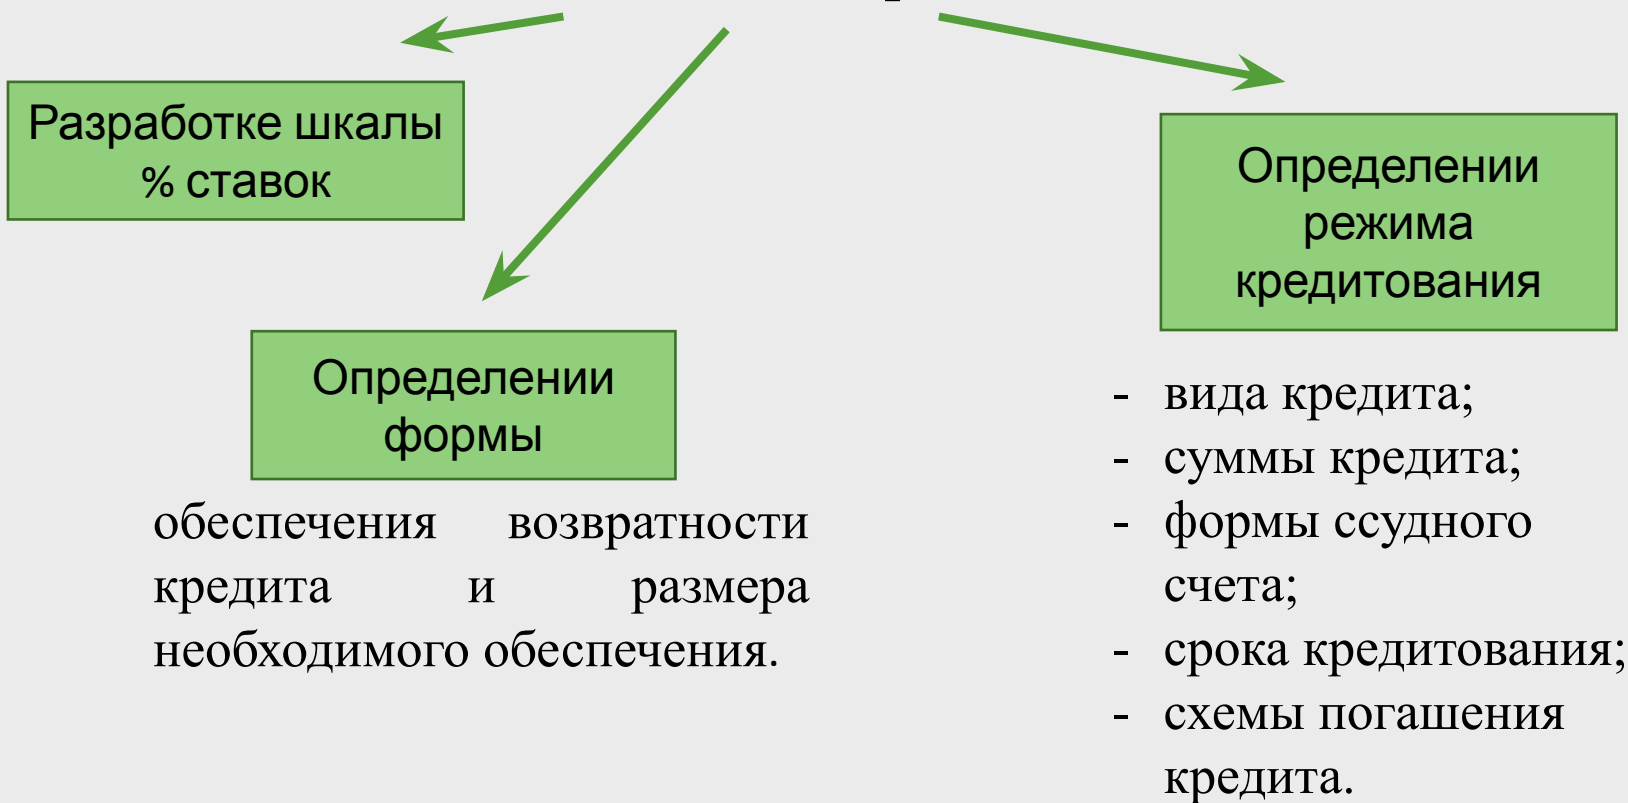 Разработке шкалы
% ставок
Определении
формы
обеспечения возвратности
кредита и размера
необходимого обеспечения.
Определении
режима
кредитования
- вида кредита;
- суммы кредита;
- формы ссудного
счета;
- срока кредитования;
- схемы погашения
кредита.